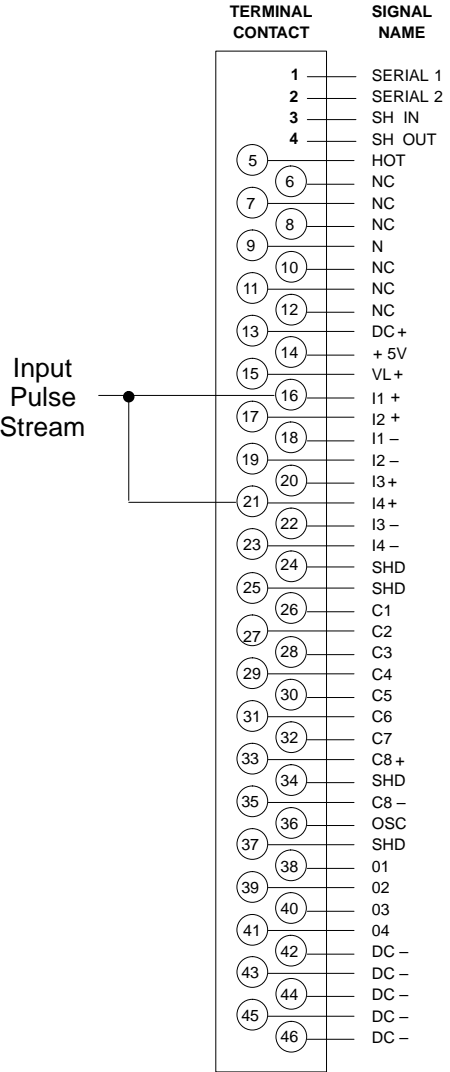 TERMINAL CONTACT SIGNAL NAME
1 SERIAL 1
2 SERIAL 2
3 SH IN
4 SH OUT
5 HOT
6 NC
7 NC
8 NC
9 N
10 NC
11 NC
12 NC
13 DC+
14 + 5V
15 VL+
Input Pulse Stream
16 I1 +
17 I2 +
18 I1 –
19 I2 –
20 I3+
21 I4+
22 I3 –
23 I4 –
24 SHD
25 SHD
26 C1
27 C2
28 C3
29 C4
30 C5
31 C6
32 C7
33 C8+
34 SHD
35 C8 –
36 OSC
37 SHD
38 01
39 02
40 03
41 04
42 DC –
43 DC –
44 DC –
45 DC –
46 DC –